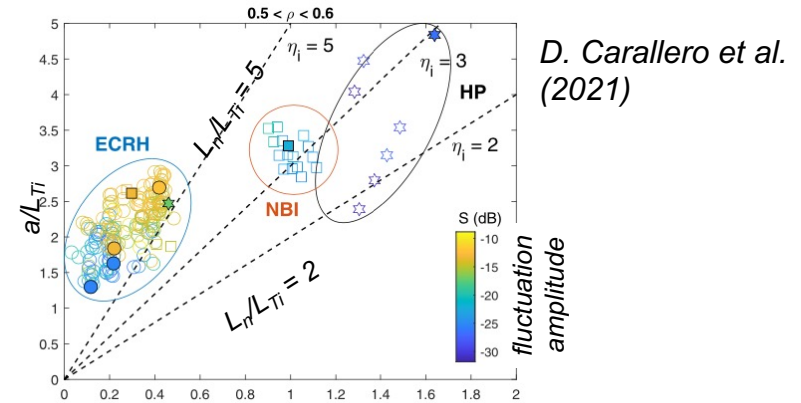 0.5 < ρ < 0.6
5
4.5
4
3.5
3
2.5
2
1.5
1
0.5
0
a/L_Ti
0
0.2
0.4
0.6
0.8
1
1.2
1.4
1.6
1.8
2
η_i = 5
L_n/L_Ti = 5
η_i = 3
HP
η_i = 2
ECRH
NBI
L_n/L_Ti = 2
S (dB)
-10
-15
-20
-25
-30
fluctuation
amplitude
D. Carallero et al.
(2021)